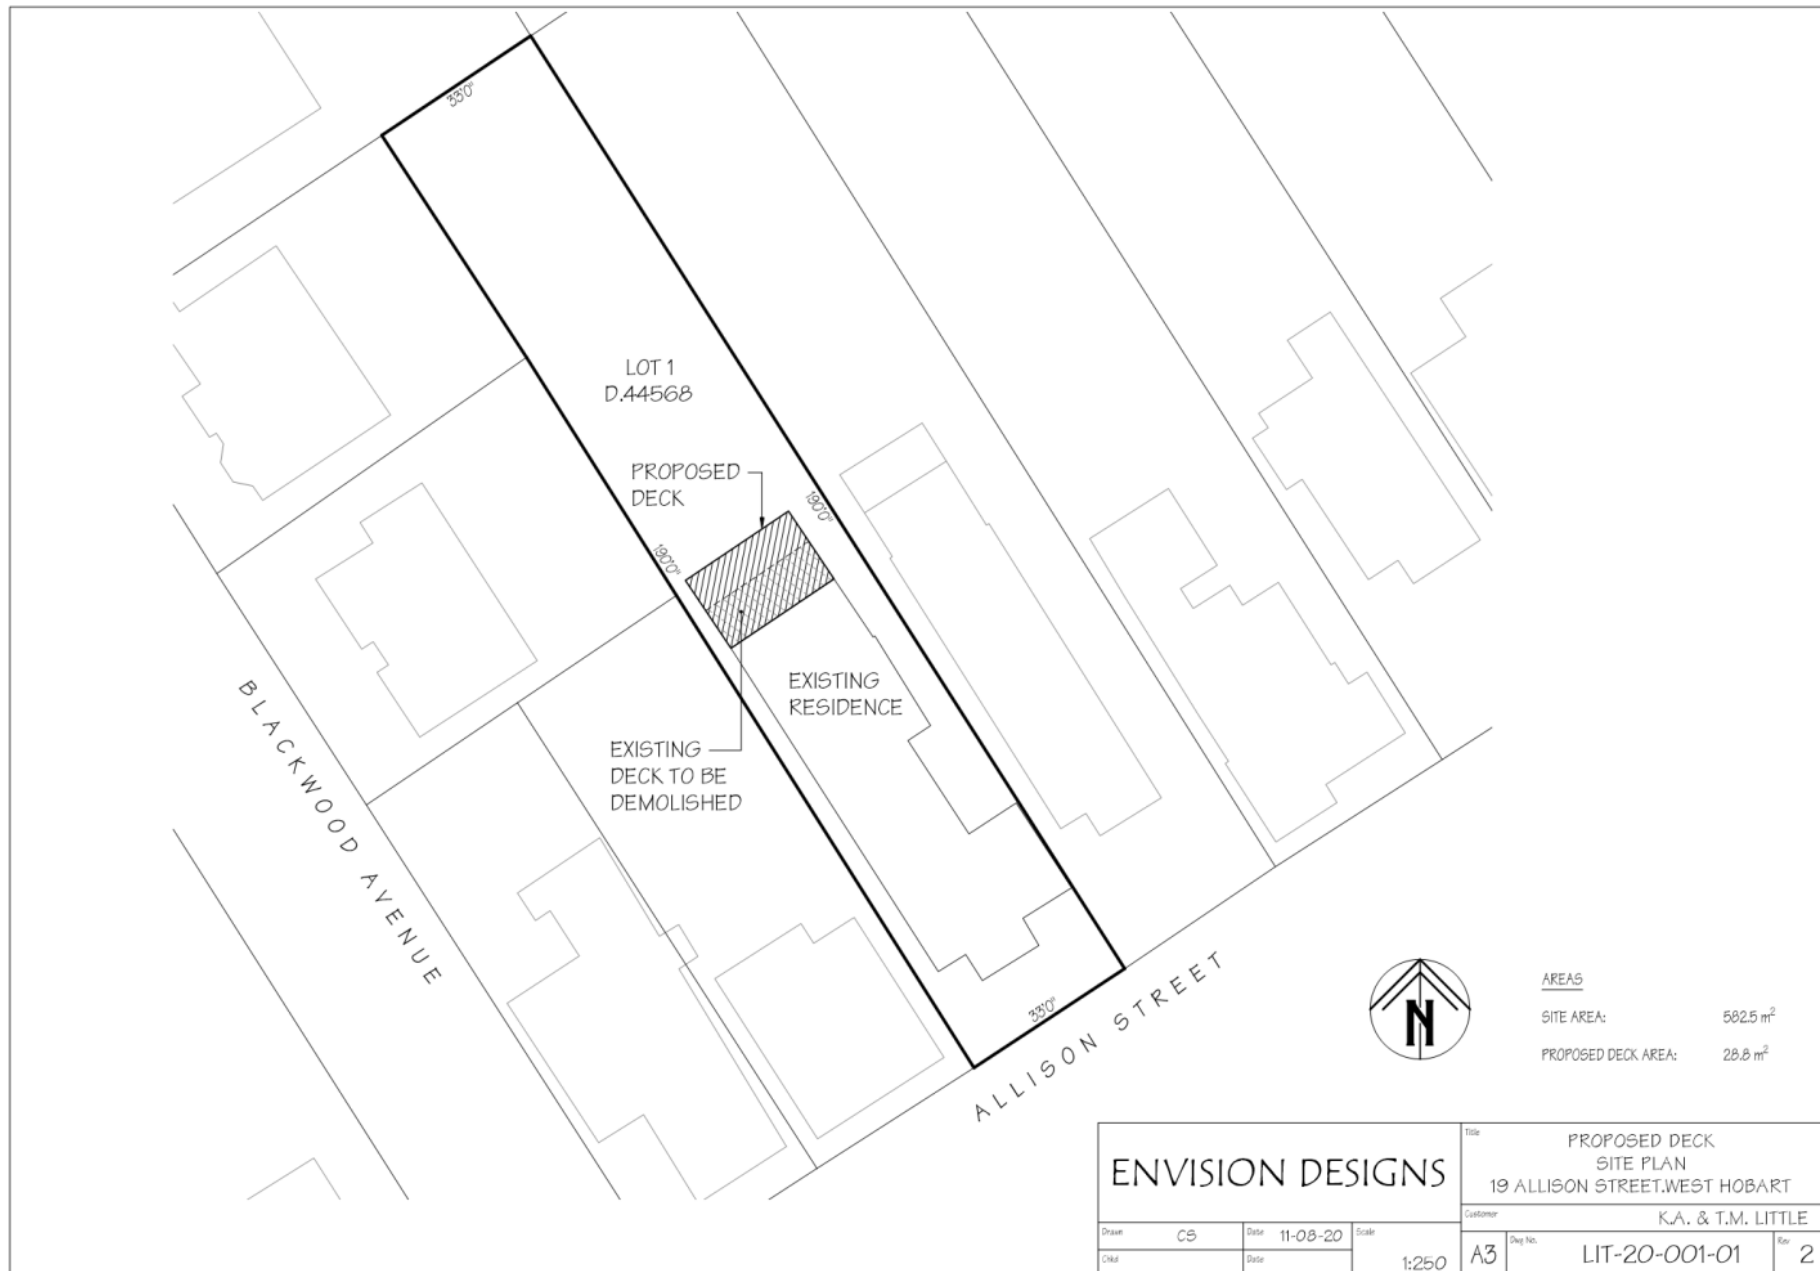 33'0"
LOT 1
D.44568
PROPOSED
DECK
190'0"
190'0"
EXISTING
RESIDENCE
EXISTING
DECK TO BE
DEMOLISHED
BLACKWOOD AVENUE
33'0"
ALLISON STREET
N
AREAS
SITE AREA: 582.5 m²
PROPOSED DECK AREA: 28.8 m²
ENVISION DESIGNS
Title
PROPOSED DECK
SITE PLAN
19 ALLISON STREET.WEST HOBART
Customer
K.A. & T.M. LITTLE
Drawn CS Date 11-08-20 Scale
Chkd Date 1:250
A3 Dwg No. LIT-20-001-01 Rev 2